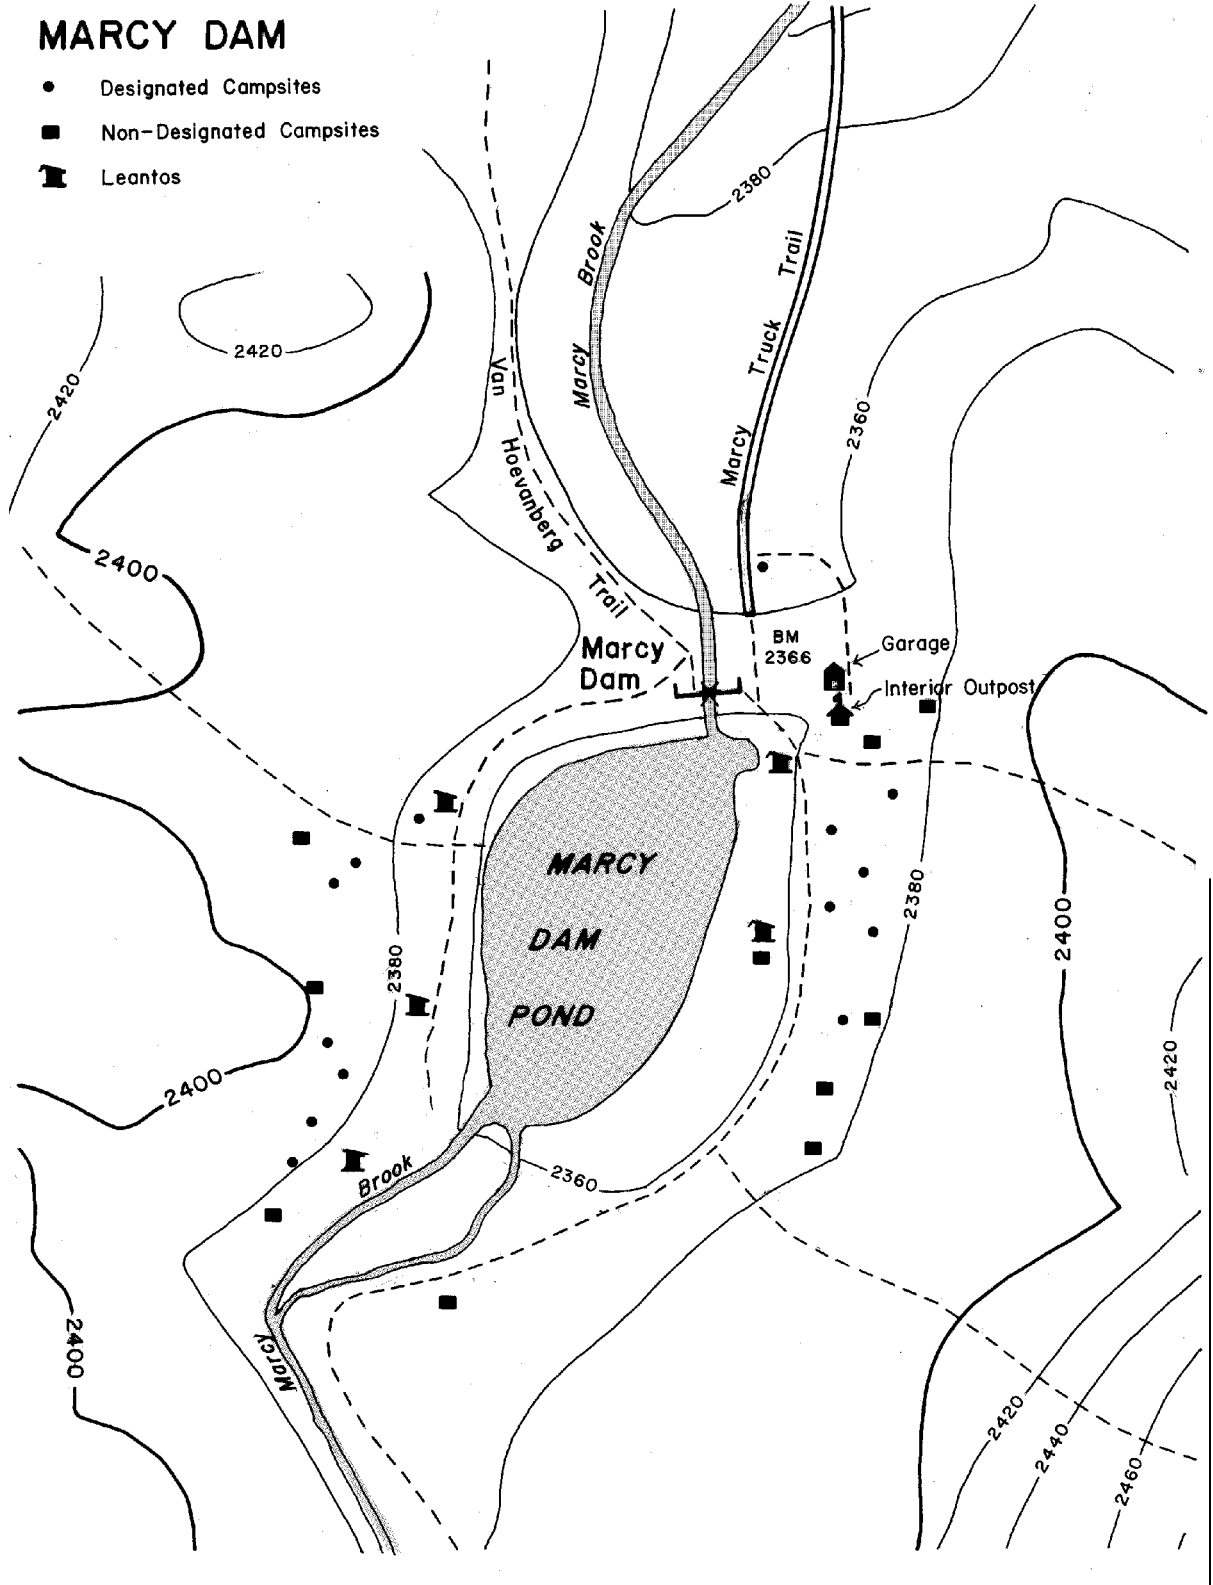 MARCY DAM
Designated Campsites
Non-Designated Campsites
Leantos
2380
Brook
Trail
2420
2420
Van
Marcy
Truck
2360
Marcy
Hoevanberg
2400
Trail
BM
2366
Marcy
Dam
Garage
Interior Outpost
MARCY
DAM
POND
2380
2400
2380
2420
2400
Brook
2360
2400
Marcy
2420
2440
2460